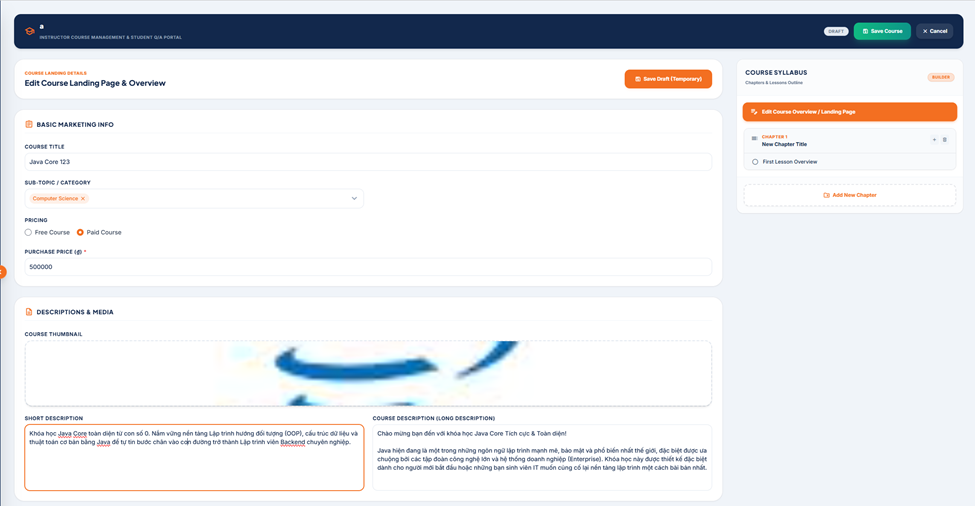 a
INSTRUCTOR COURSE MANAGEMENT & STUDENT Q/A PORTAL
DRAFT
Save Course
× Cancel
COURSE LANDING DETAILS
Edit Course Landing Page & Overview
Save Draft (Temporary)
BASIC MARKETING INFO
COURSE TITLE
Java Core 123
SUB-TOPIC / CATEGORY
Computer Science ×
PRICING
Free Course
Paid Course
PURCHASE PRICE (₫) *
500000
DESCRIPTIONS & MEDIA
COURSE THUMBNAIL
SHORT DESCRIPTION
Khóa học Java Core toàn diện từ con số 0. Nắm vững nền tảng Lập trình hướng đối tượng (OOP), cấu trúc dữ liệu và
thuật toán cơ bản bằng Java để tự tin bước chân vào con đường trở thành Lập trình viên Backend chuyên nghiệp.
COURSE DESCRIPTION (LONG DESCRIPTION)
Chào mừng bạn đến với khóa học Java Core Tích cực & Toàn diện!
Java hiện đang là một trong những ngôn ngữ lập trình mạnh mẽ, bảo mật và phổ biến nhất thế giới, đặc biệt được ưa
chuộng bởi các tập đoàn công nghệ lớn và hệ thống doanh nghiệp (Enterprise). Khóa học này được thiết kế đặc biệt
dành cho người mới bắt đầu hoặc những bạn sinh viên IT muốn củng cố lại nền tảng lập trình một cách bài bản nhất.
COURSE SYLLABUS
Chapters & Lessons Outline
BUILDER
Edit Course Overview / Landing Page
CHAPTER 1
New Chapter Title
+
First Lesson Overview
Add New Chapter